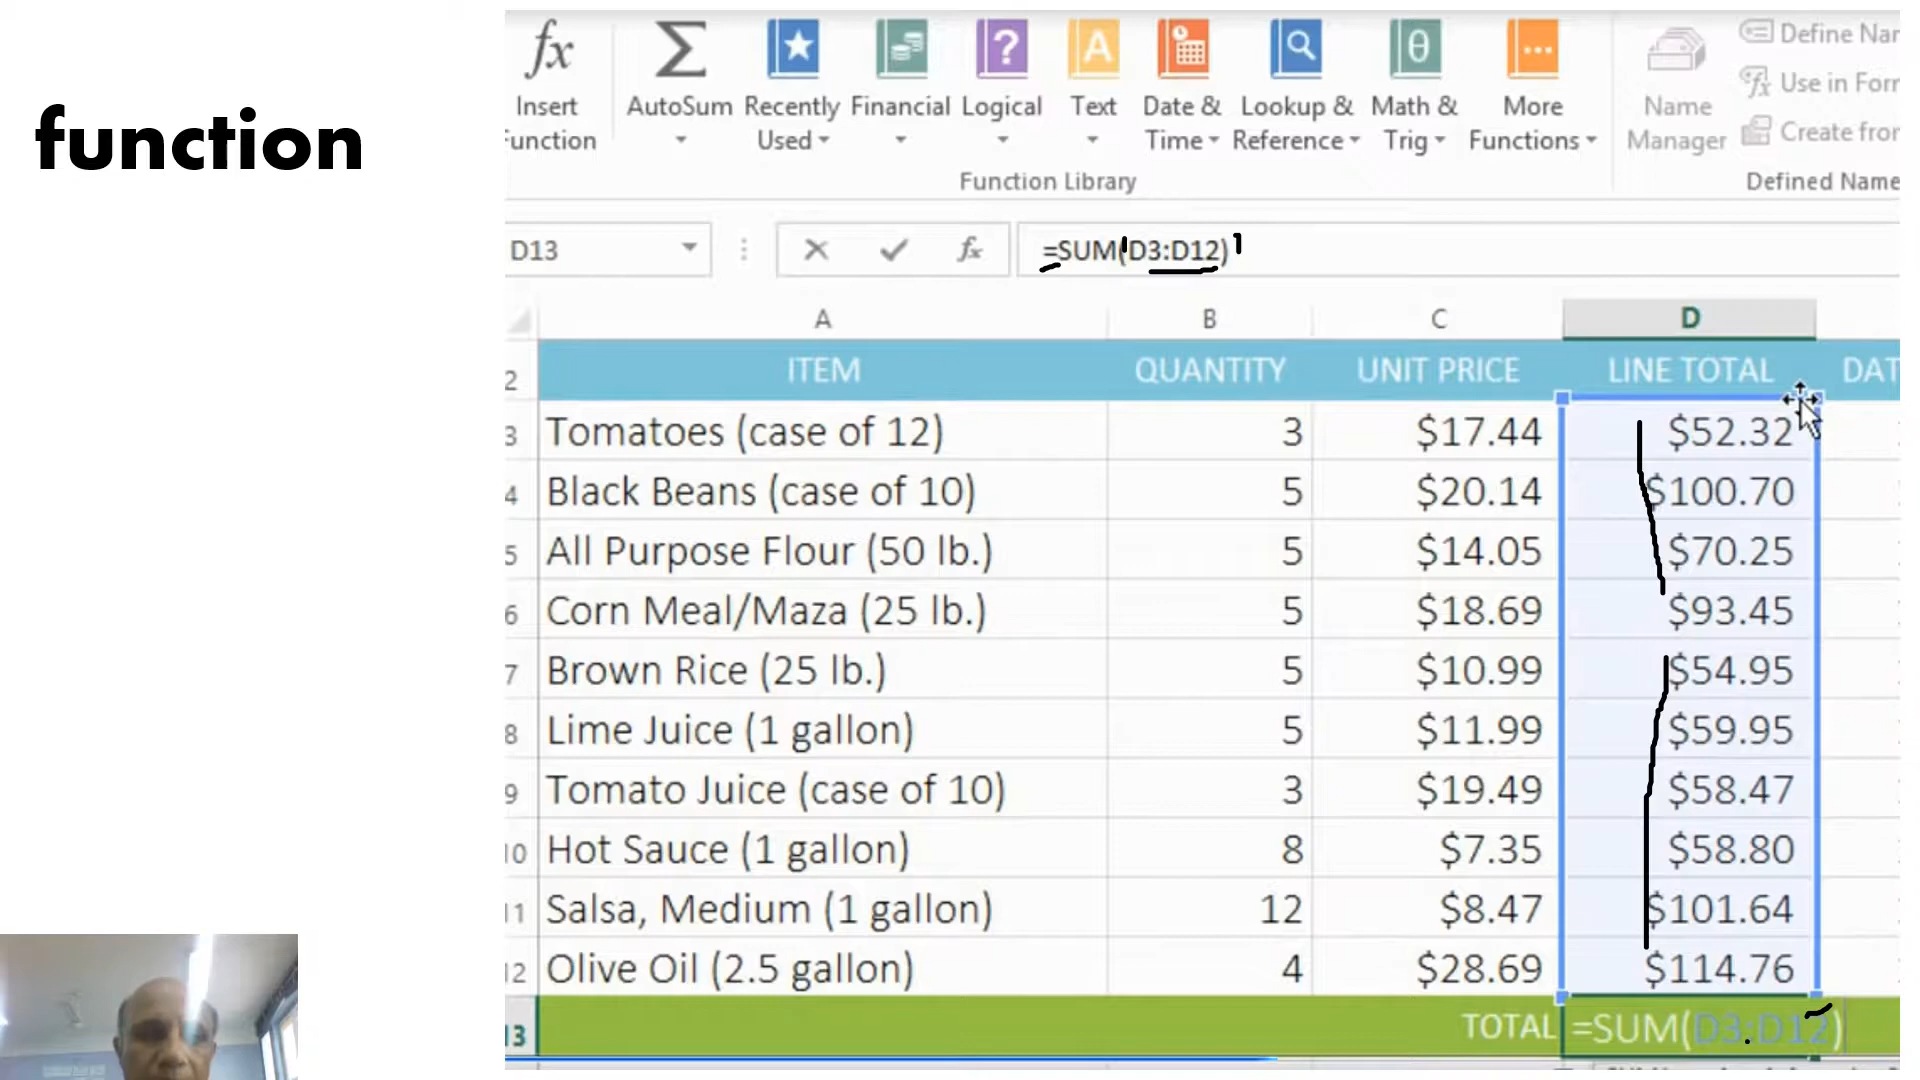 function
fx Insert Function
AutoSum
Recently Used
Financial
Logical
Text
Date & Time
Lookup & Reference
Math & Trig
More Functions
Name Manager
Define Nar
Use in Forr
Create fror
Function Library
Defined Name
D13 fx =SUM(D3:D12)
A B C D
2 ITEM QUANTITY UNIT PRICE LINE TOTAL DAT
3 Tomatoes (case of 12) 3 $17.44 $52.32
4 Black Beans (case of 10) 5 $20.14 $100.70
5 All Purpose Flour (50 lb.) 5 $14.05 $70.25
6 Corn Meal/Maza (25 lb.) 5 $18.69 $93.45
7 Brown Rice (25 lb.) 5 $10.99 $54.95
8 Lime Juice (1 gallon) 5 $11.99 $59.95
9 Tomato Juice (case of 10) 3 $19.49 $58.47
10 Hot Sauce (1 gallon) 8 $7.35 $58.80
11 Salsa, Medium (1 gallon) 12 $8.47 $101.64
12 Olive Oil (2.5 gallon) 4 $28.69 $114.76
13 TOTAL =SUM(D3:D12)